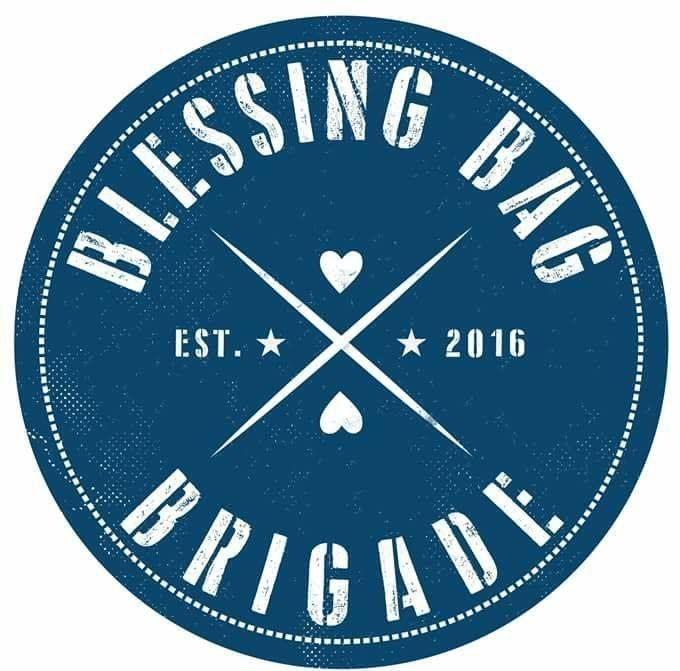 BLESSING BAG
EST. ★ ★ 2016
BRIGADE